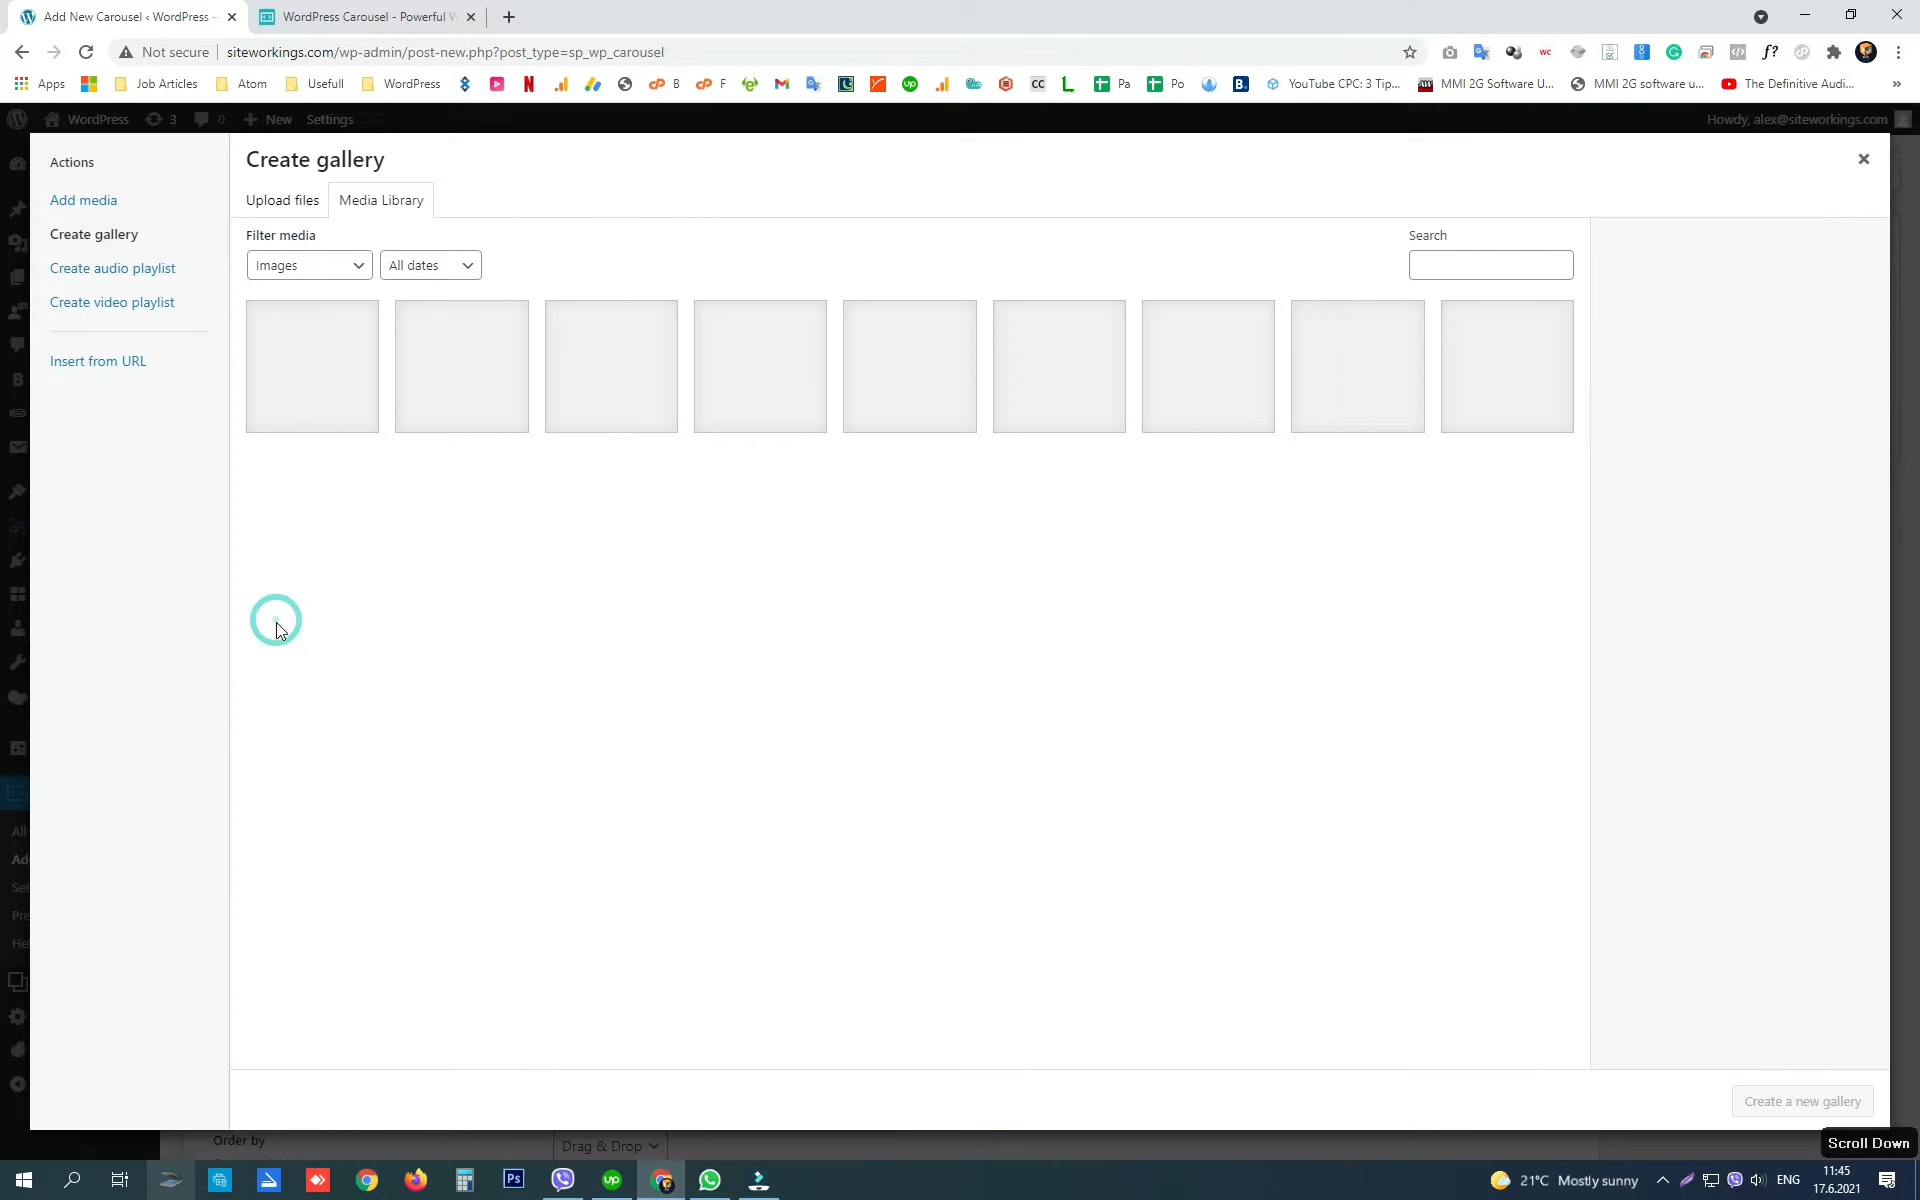 Add New Carousel ‹ WordPress –
WordPress Carousel - Powerful W
Not secure
siteworkings.com/wp-admin/post-new.php?post_type=sp_wp_carousel
Apps
Job Articles
Atom
Usefull
WordPress
B
F
CC
Pa
Po
YouTube CPC: 3 Tip...
MMI 2G Software U...
MMI 2G software u...
The Definitive Audi...
WordPress
3
0
New
Settings
Howdy, alex@siteworkings.com
Actions
Create gallery
Add media
Upload files
Media Library
Create gallery
Filter media
Search
Create audio playlist
Images
All dates
Create video playlist
Insert from URL
All
Create a new gallery
Order by
Drag & Drop
Scroll Down
21°C Mostly sunny
ENG
11:45
17.6.2021